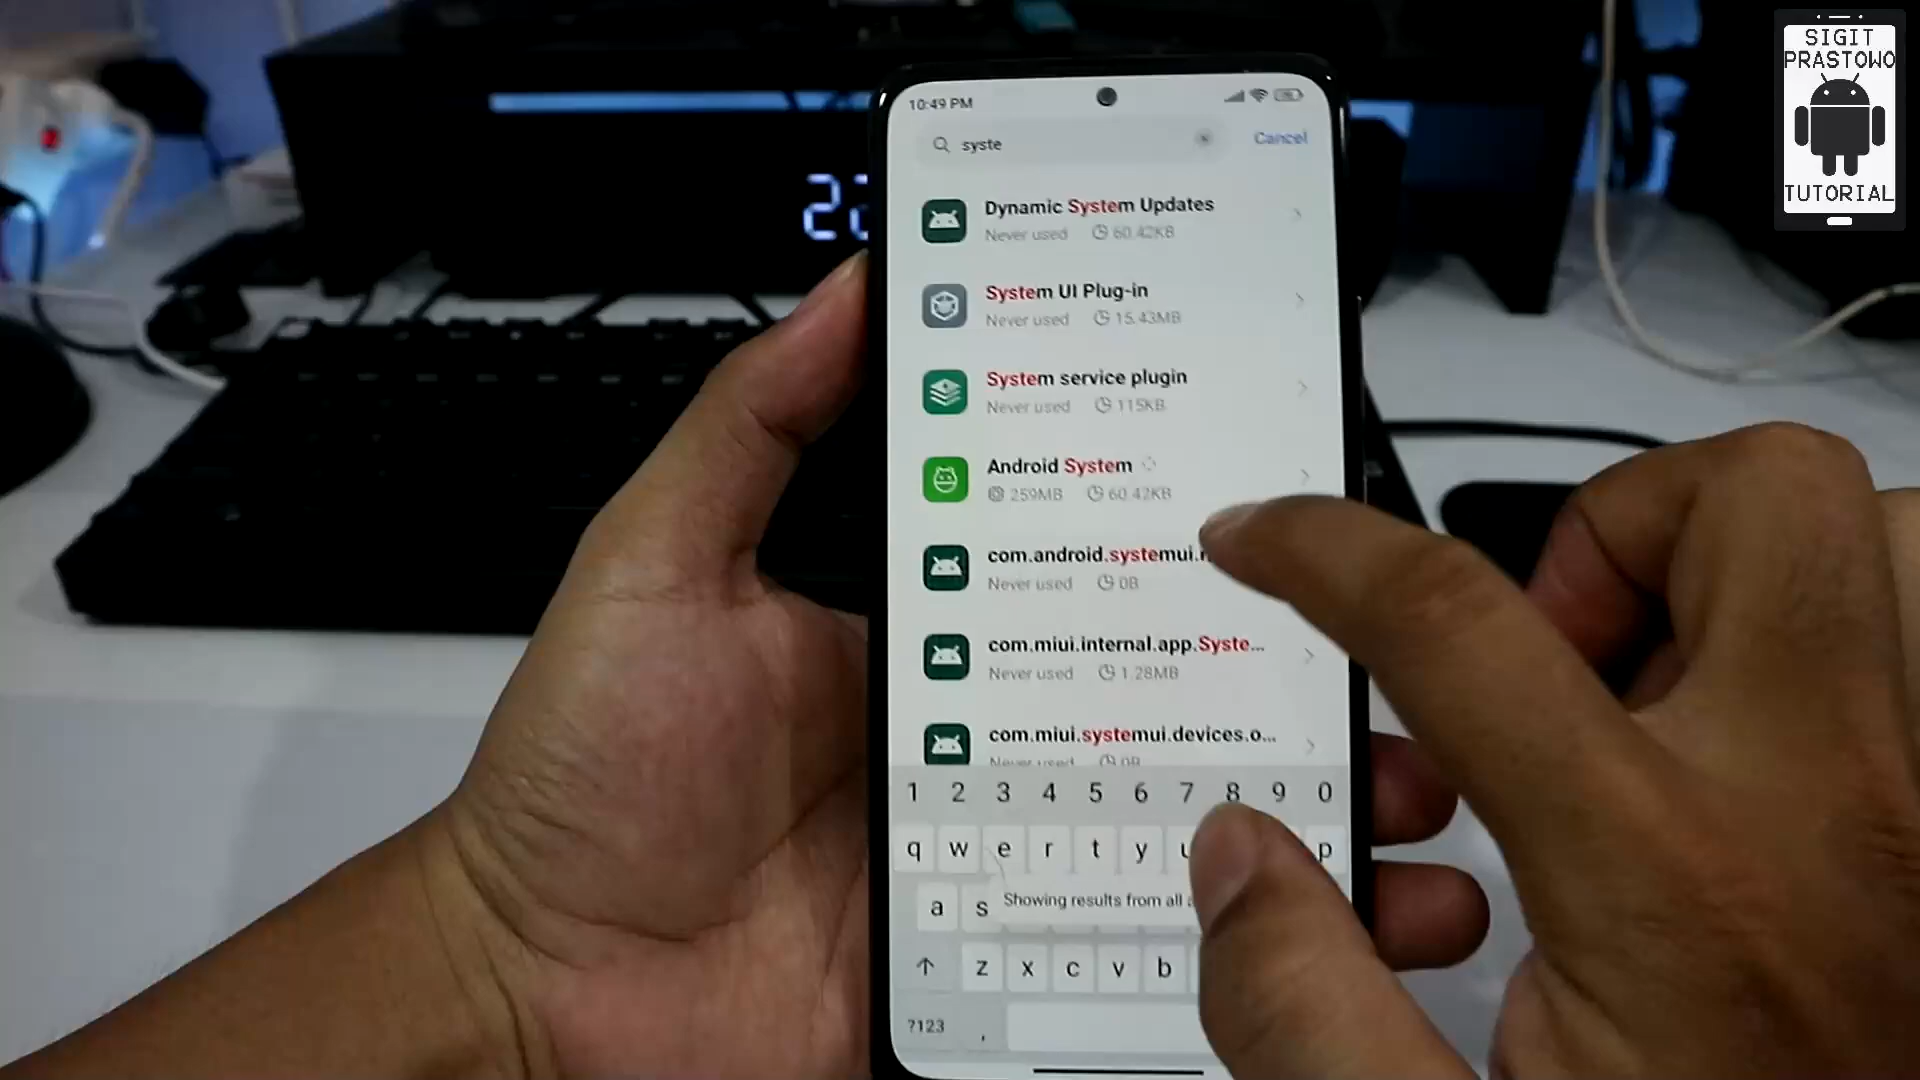 SIGIT
PRASTOWO
TUTORIAL
10:49 PM
syste
Cancel
Dynamic System Updates
Never used 60.42KB
System UI Plug-in
Never used 15.43MB
System service plugin
Never used 115KB
Android System
259MB 60.42KB
com.android.systemui.
Never used 0B
com.miui.internal.app.Syste...
Never used 1.28MB
com.miui.systemui.devices.o...
Never used 0B
1 2 3 4 5 6 7 8 9 0
q w e r t y p
a s
Showing results from all
z x c v b
?123 ,